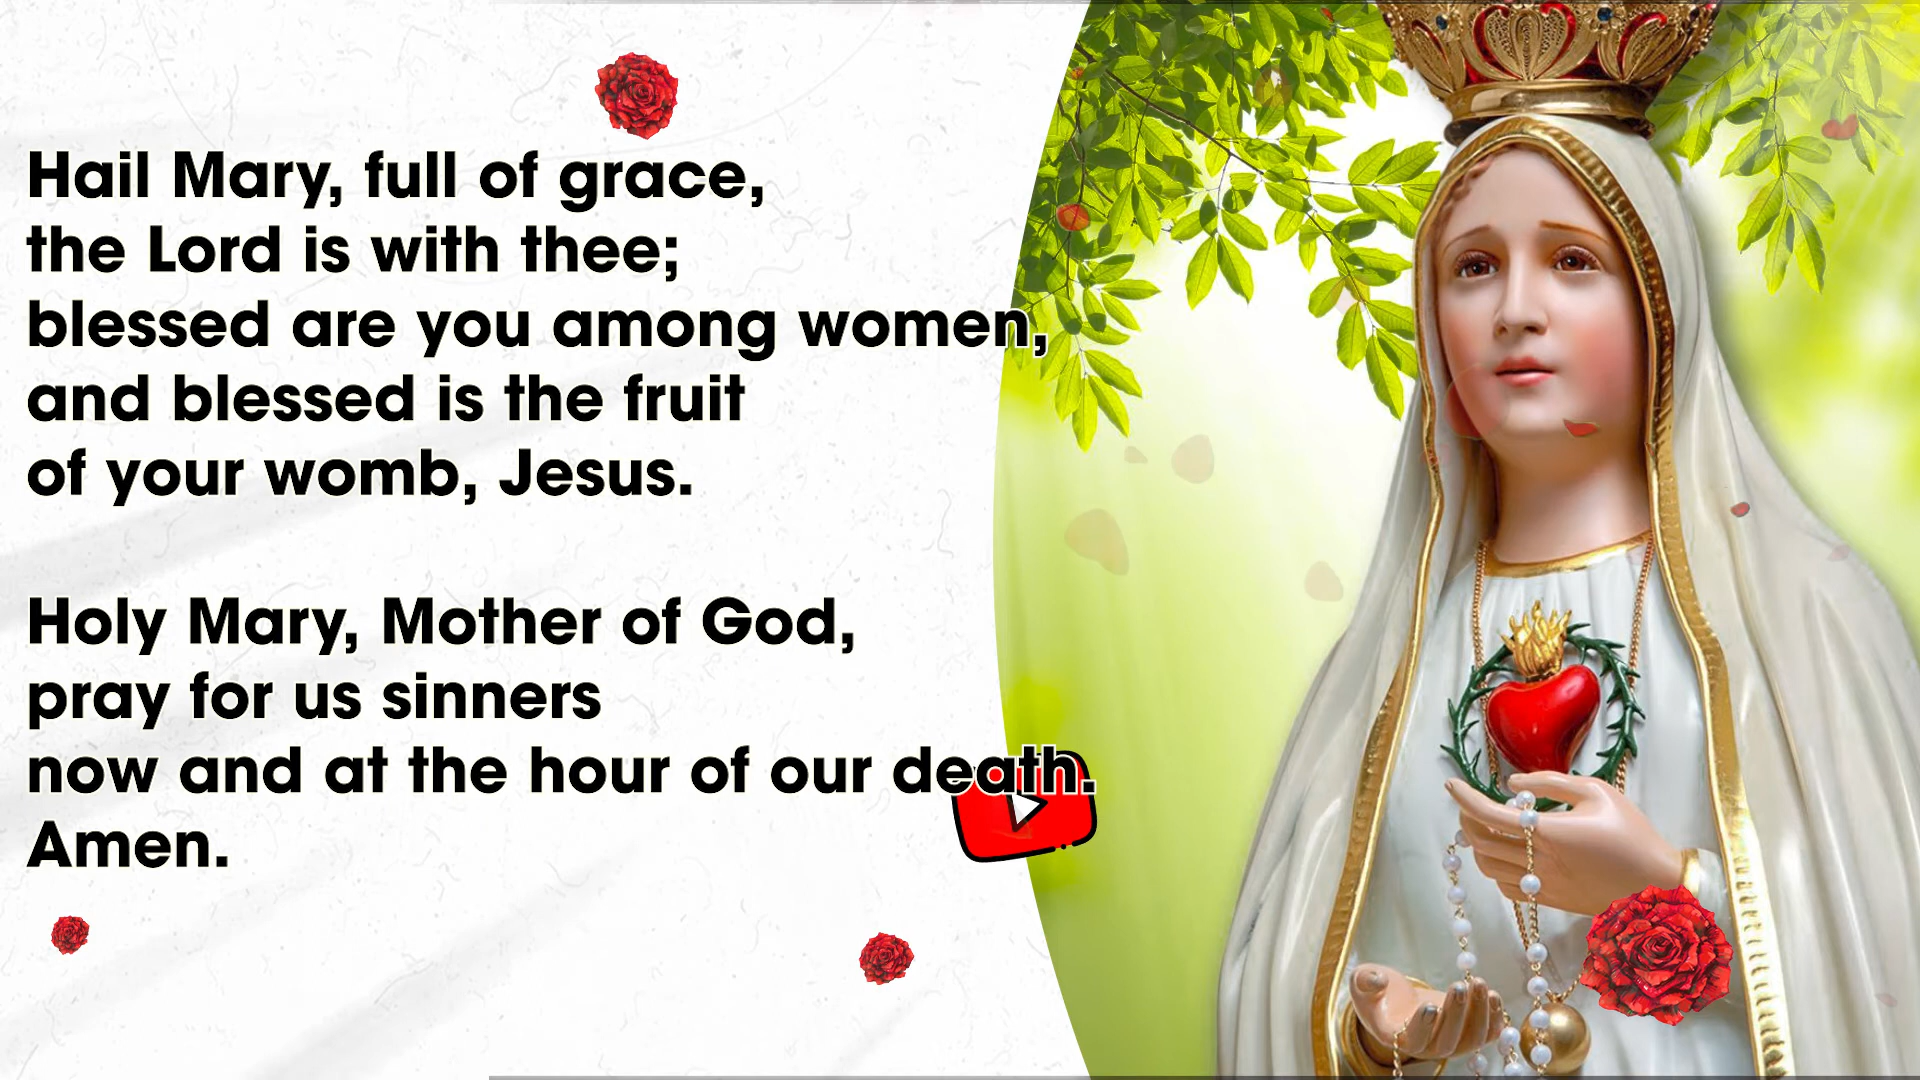 Hail Mary, full of grace,
the Lord is with thee;
blessed are you among women,
and blessed is the fruit
of your womb, Jesus.
Holy Mary, Mother of God,
pray for us sinners
now and at the hour of our death.
Amen.